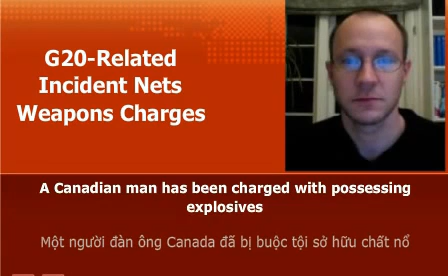 G20-Related
Incident Nets
Weapons Charges
A Canadian man has been charged with possessing
explosives
Một người đàn ông Canada đã bị buộc tội sở hữu chất nổ